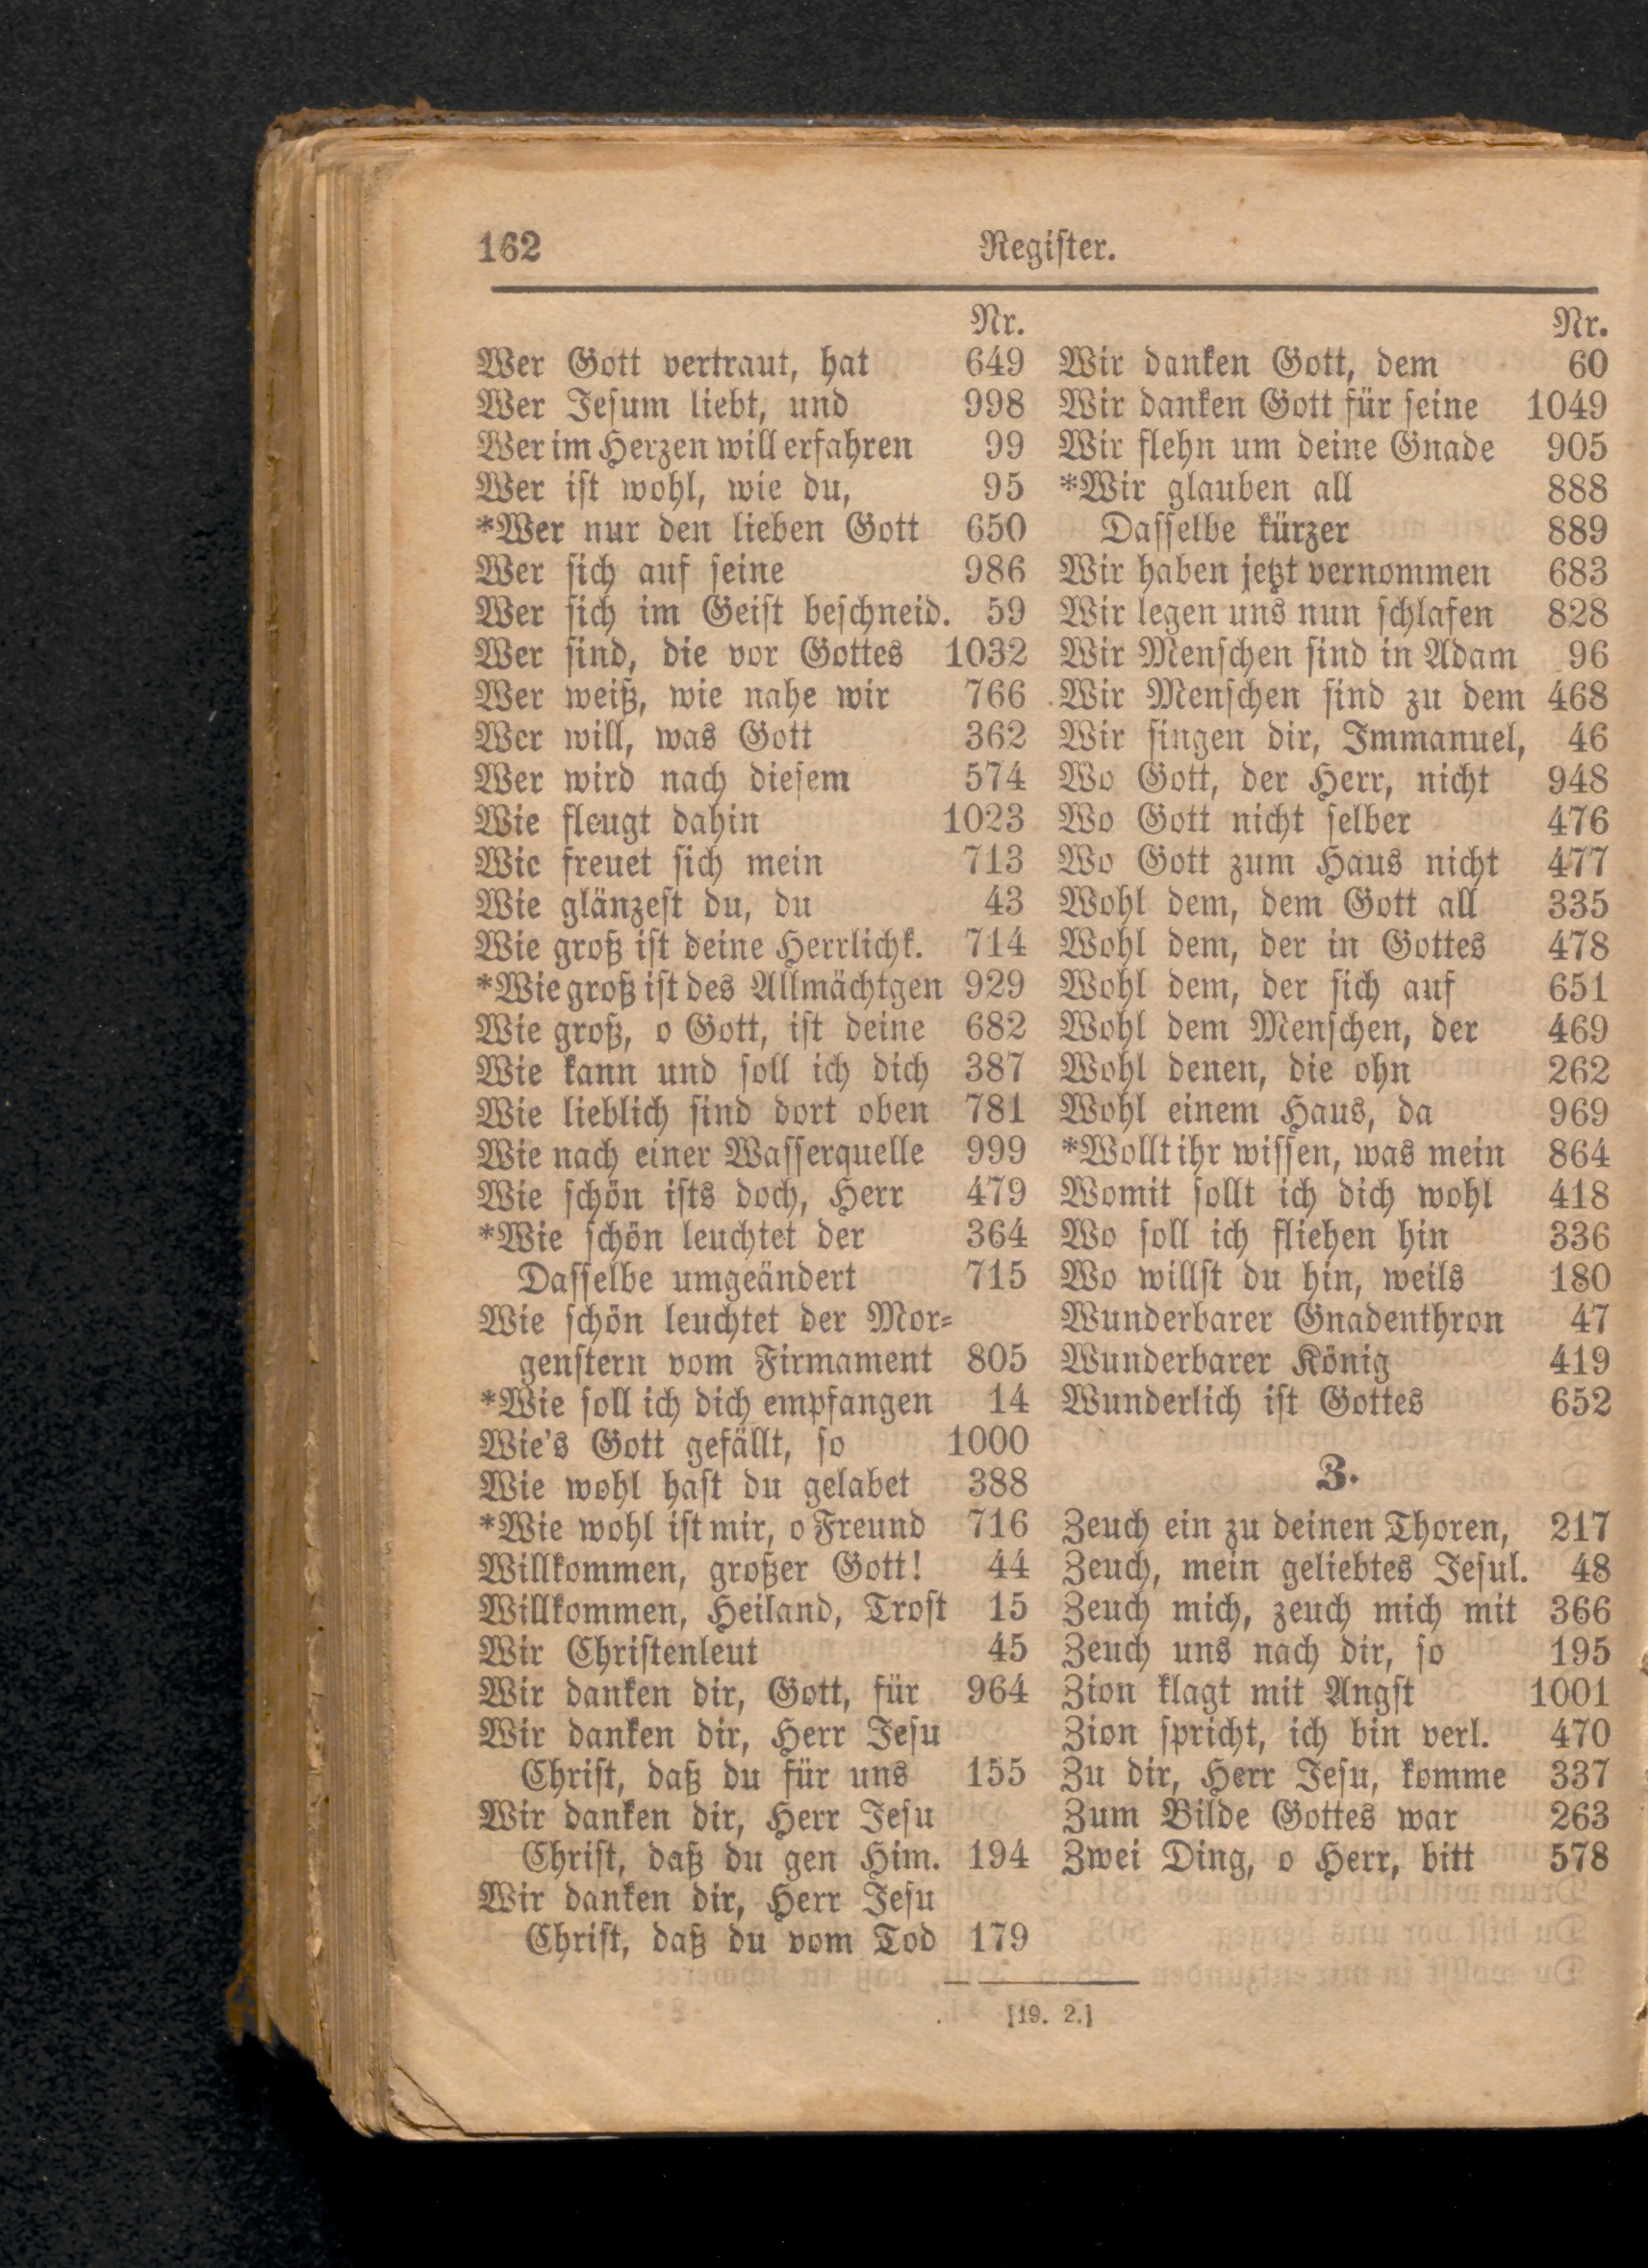 162
Register.
Nr.
Wer Gott vertraut, hat 649
Wer Jesum liebt, und 998
Wer im Herzen will erfahren 99
Wer ist wohl, wie du, 95
*Wer nur den lieben Gott 650
Wer sich auf seine 986
Wer sich im Geist beschneid. 59
Wer sind, die vor Gottes 1032
Wer weiß, wie nahe wir 766
Wer will, was Gott 362
Wer wird nach diesem 574
Wie fleugt dahin 1023
Wie freuet sich mein 713
Wie glänzest du, du 43
Wie groß ist deine Herrlichk. 714
*Wie groß ist des Allmächtgen 929
Wie groß, o Gott, ist deine 682
Wie kann und soll ich dich 387
Wie lieblich sind dort oben 781
Wie nach einer Wasserquelle 999
Wie schön ists doch, Herr 479
*Wie schön leuchtet der 364
Dasselbe umgeändert 715
Wie schön leuchtet der Mor-
genstern vom Firmament 805
*Wie soll ich dich empfangen 14
Wie's Gott gefällt, so 1000
Wie wohl hast du gelabet 388
*Wie wohl ist mir, o Freund 716
Willkommen, großer Gott! 44
Willkommen, Heiland, Trost 15
Wir Christenleut 45
Wir danken dir, Gott, für 964
Wir danken dir, Herr Jesu
Christ, daß du für uns 155
Wir danken dir, Herr Jesu
Christ, daß du gen Him. 194
Wir danken dir, Herr Jesu
Christ, daß du vom Tod 179
Nr.
Wir danken Gott, dem 60
Wir danken Gott für seine 1049
Wir flehn um deine Gnade 905
*Wir glauben all 888
Dasselbe kürzer 889
Wir haben jetzt vernommen 683
Wir legen uns nun schlafen 828
Wir Menschen sind in Adam 96
Wir Menschen sind zu dem 468
Wir singen dir, Immanuel, 46
Wo Gott, der Herr, nicht 948
Wo Gott nicht selber 476
Wo Gott zum Haus nicht 477
Wohl dem, dem Gott all 335
Wohl dem, der in Gottes 478
Wohl dem, der sich auf 651
Wohl dem Menschen, der 469
Wohl denen, die ohn 262
Wohl einem Haus, da 969
*Wollt ihr wissen, was mein 864
Womit sollt ich dich wohl 418
Wo soll ich fliehen hin 336
Wo willst du hin, weils 180
Wunderbarer Gnadenthron 47
Wunderbarer König 419
Wunderlich ist Gottes 652
Z.
Zeuch ein zu deinen Thoren, 217
Zeuch, mein geliebtes Jesul. 48
Zeuch mich, zeuch mich mit 366
Zeuch uns nach dir, so 195
Zion klagt mit Angst 1001
Zion spricht, ich bin verl. 470
Zu dir, Herr Jesu, komme 337
Zum Bilde Gottes war 263
Zwei Ding, o Herr, bitt 578
[19. 2.]